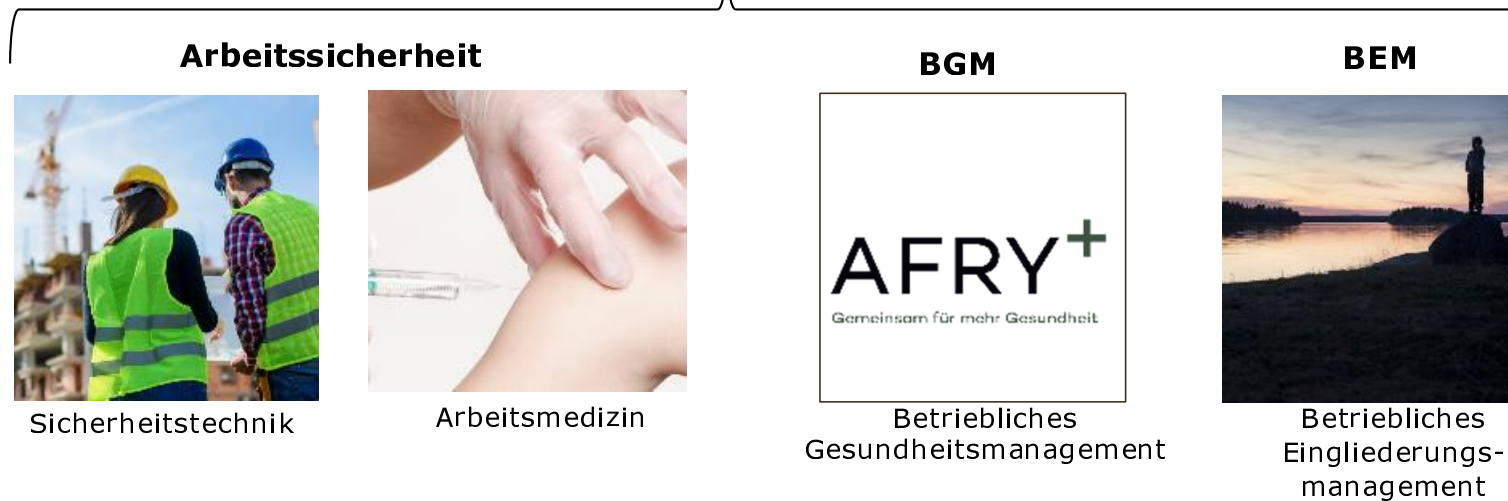 Arbeitssicherheit
BGM
BEM
AFRY+
Gemeinsam für mehr Gesundheit
Sicherheitstechnik
Arbeitsmedizin
Betriebliches
Gesundheitsmanagement
Betriebliches
Eingliederungs-
management